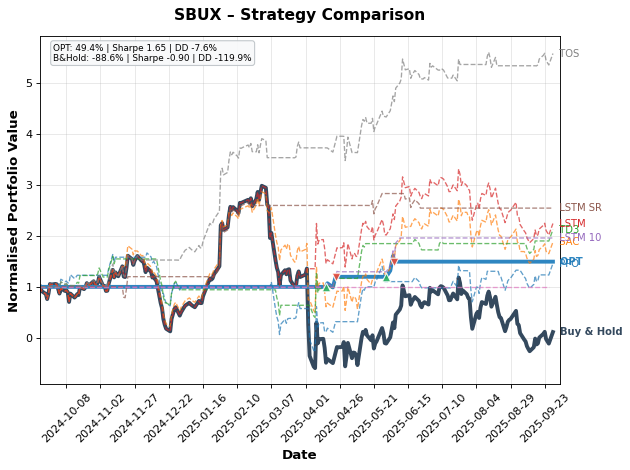 SBUX – Strategy Comparison
OPT: 49.4% | Sharpe 1.65 | DD -7.6%
B&Hold: -88.6% | Sharpe -0.90 | DD -119.9%
Normalised Portfolio Value
5
4
3
2
1
0
TOS
LSTM SR
LSTM
TD3
LSTM 10
OPT
Buy & Hold
2024-10-08
2024-11-02
2024-11-27
2024-12-22
2025-01-16
2025-02-10
2025-03-07
2025-04-01
2025-04-26
2025-05-21
2025-06-15
2025-07-10
2025-08-04
2025-08-29
2025-09-23
Date